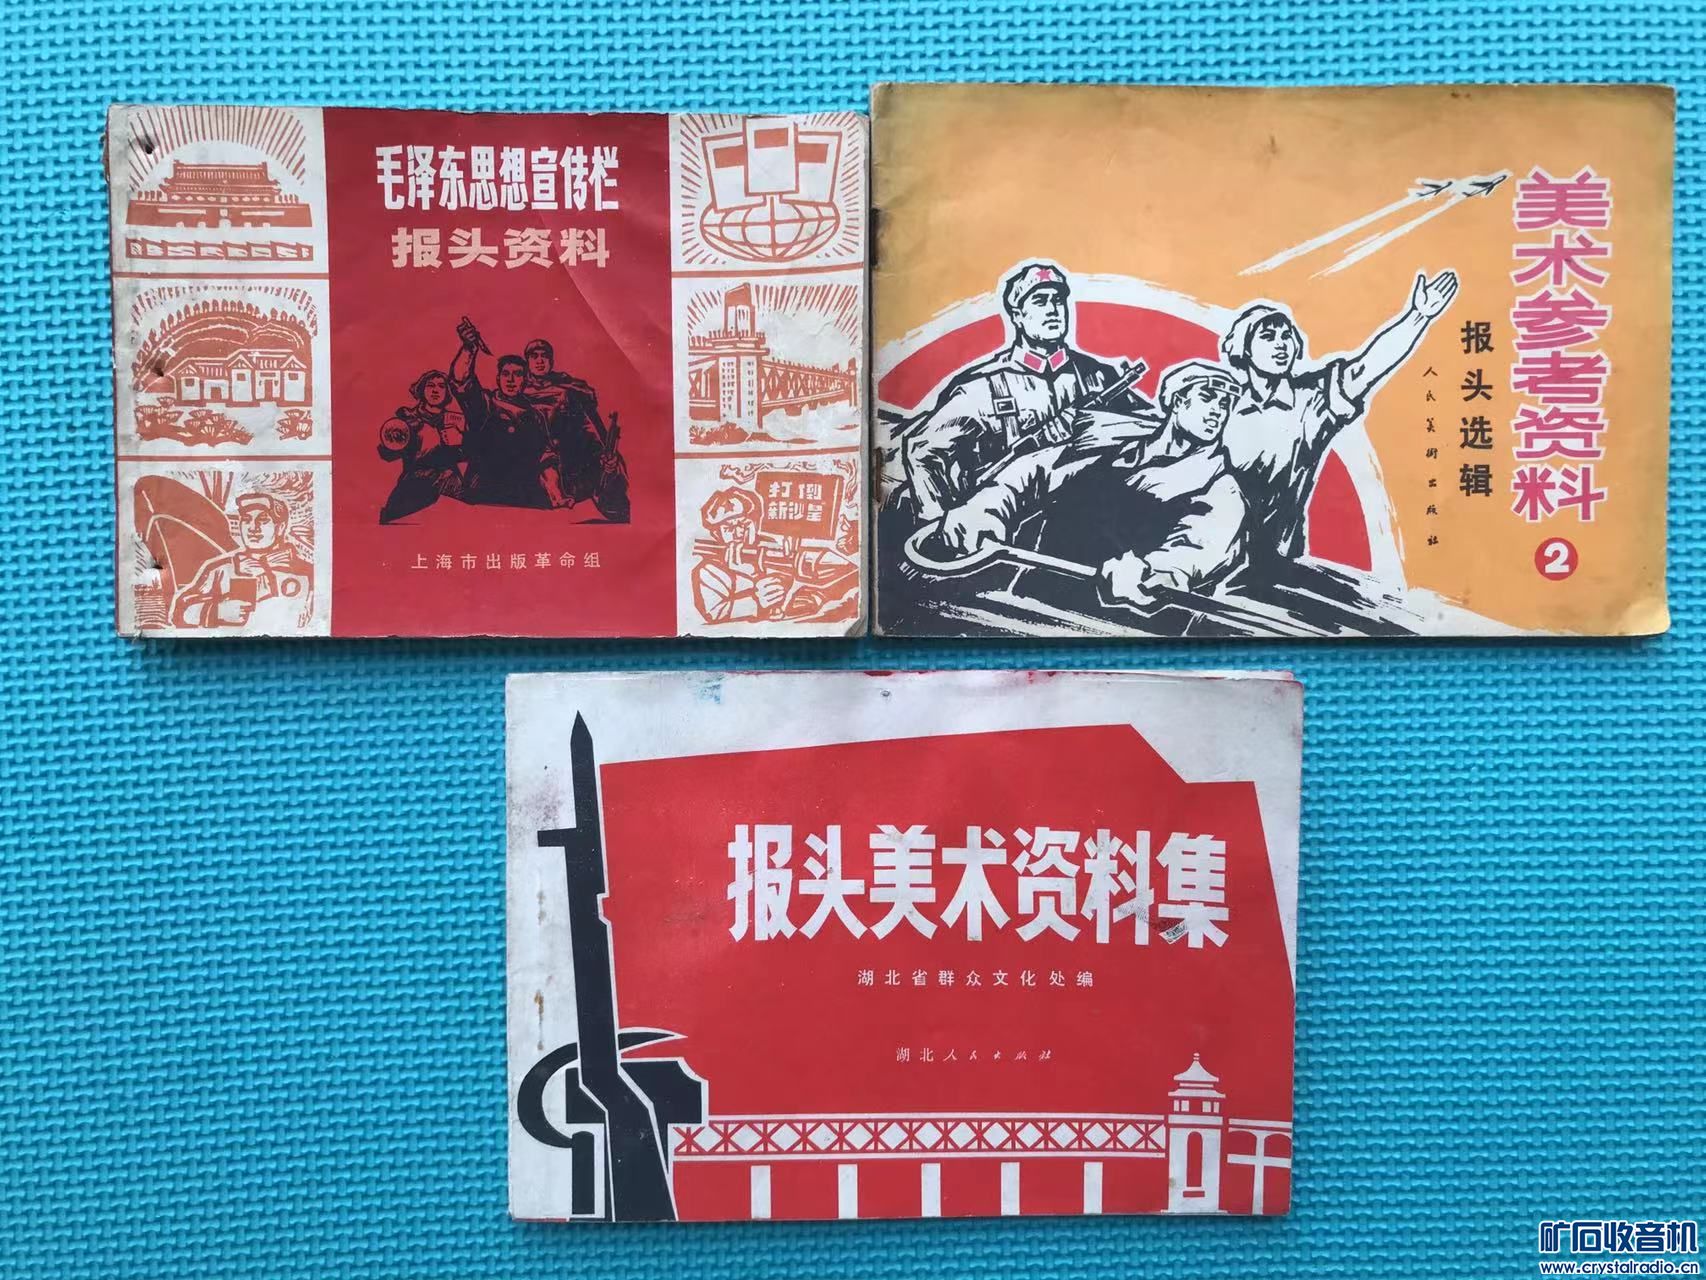 毛泽东思想宣传栏
报头资料
打倒
新沙皇
上海市出版革命组
美术参考资料
2
报头选辑
人民美術出版社
报头美术资料集
湖北省群众文化处编
湖北人民出版社
矿石收音机
www.crystalradio.cn